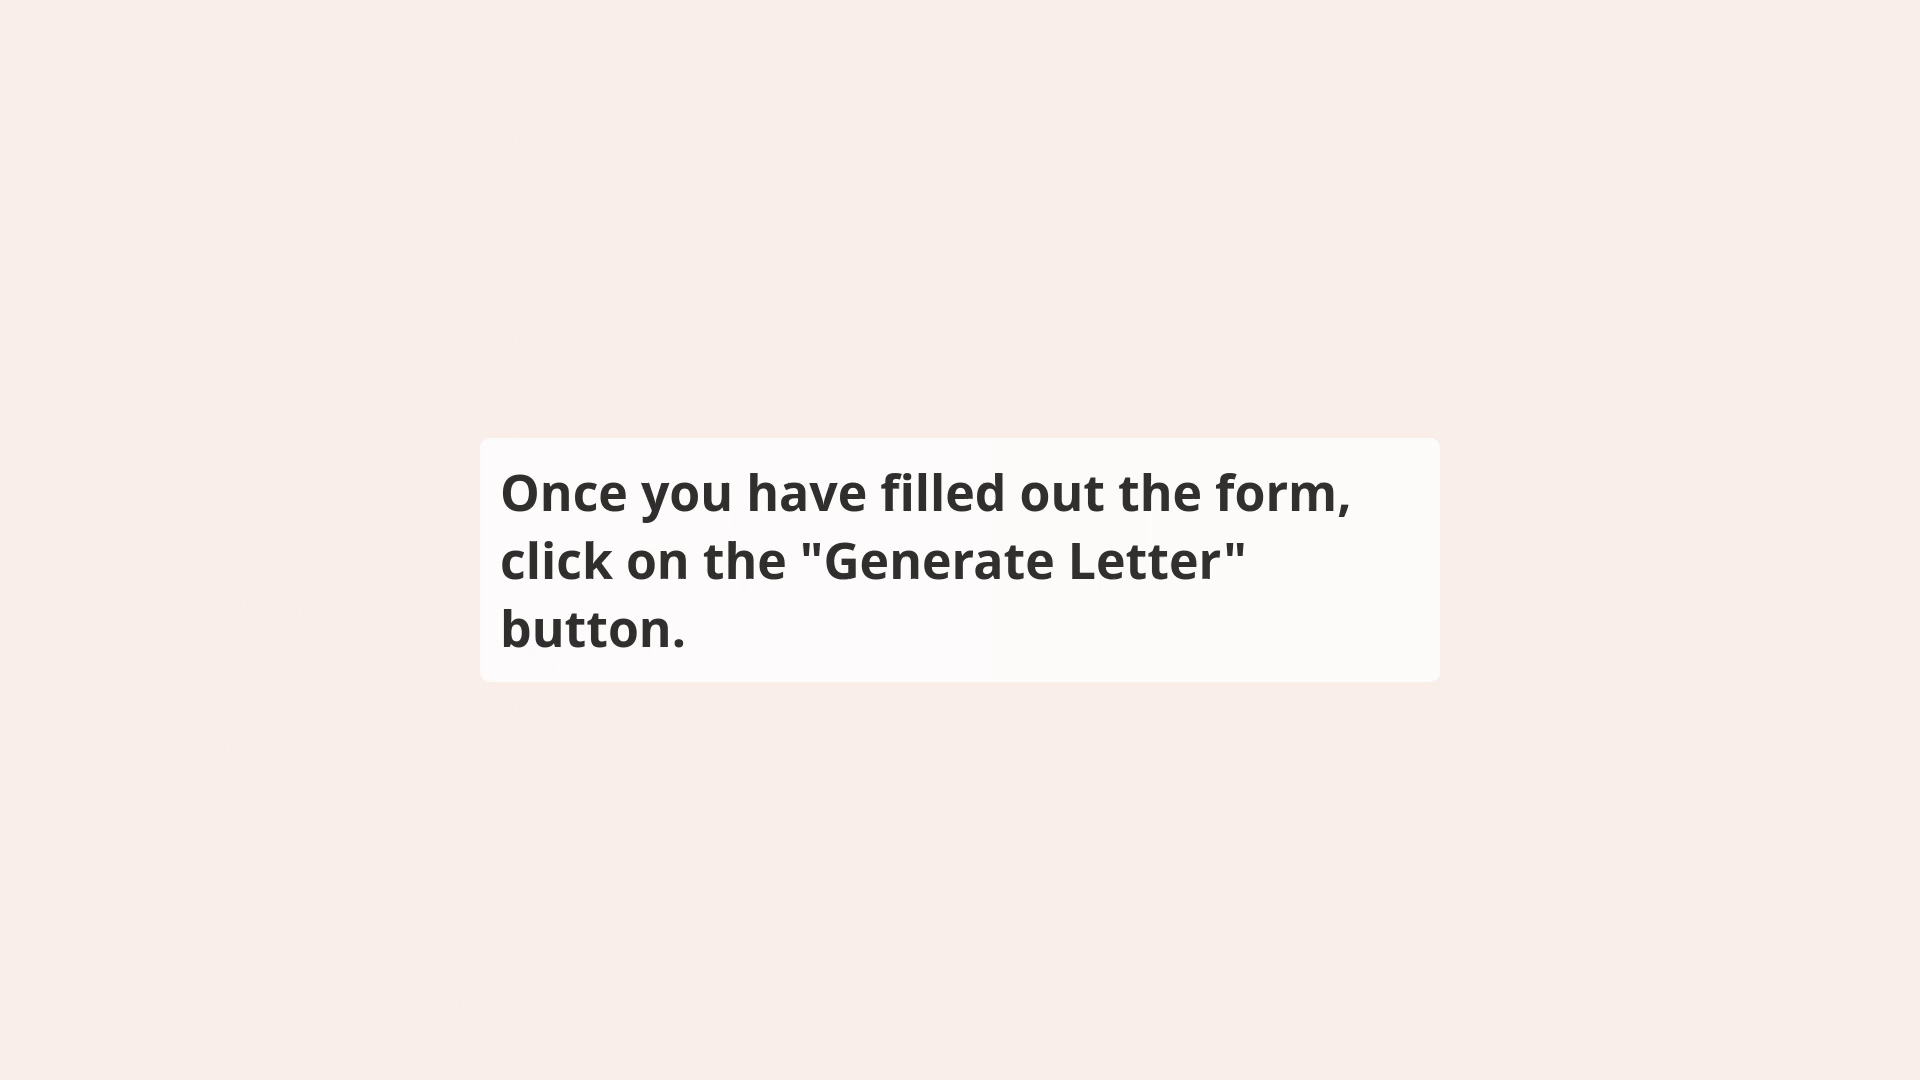 Once you have filled out the form,
click on the "Generate Letter"
button.